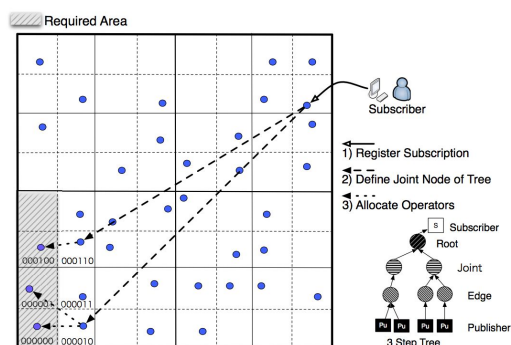 Required Area
Subscriber
1) Register Subscription
2) Define Joint Node of Tree
3) Allocate Operators
S Subscriber
Root
000100 000110
Joint
Edge
000011
Pu Pu Pu Pu Publisher
000000 000010
3 Step Tree